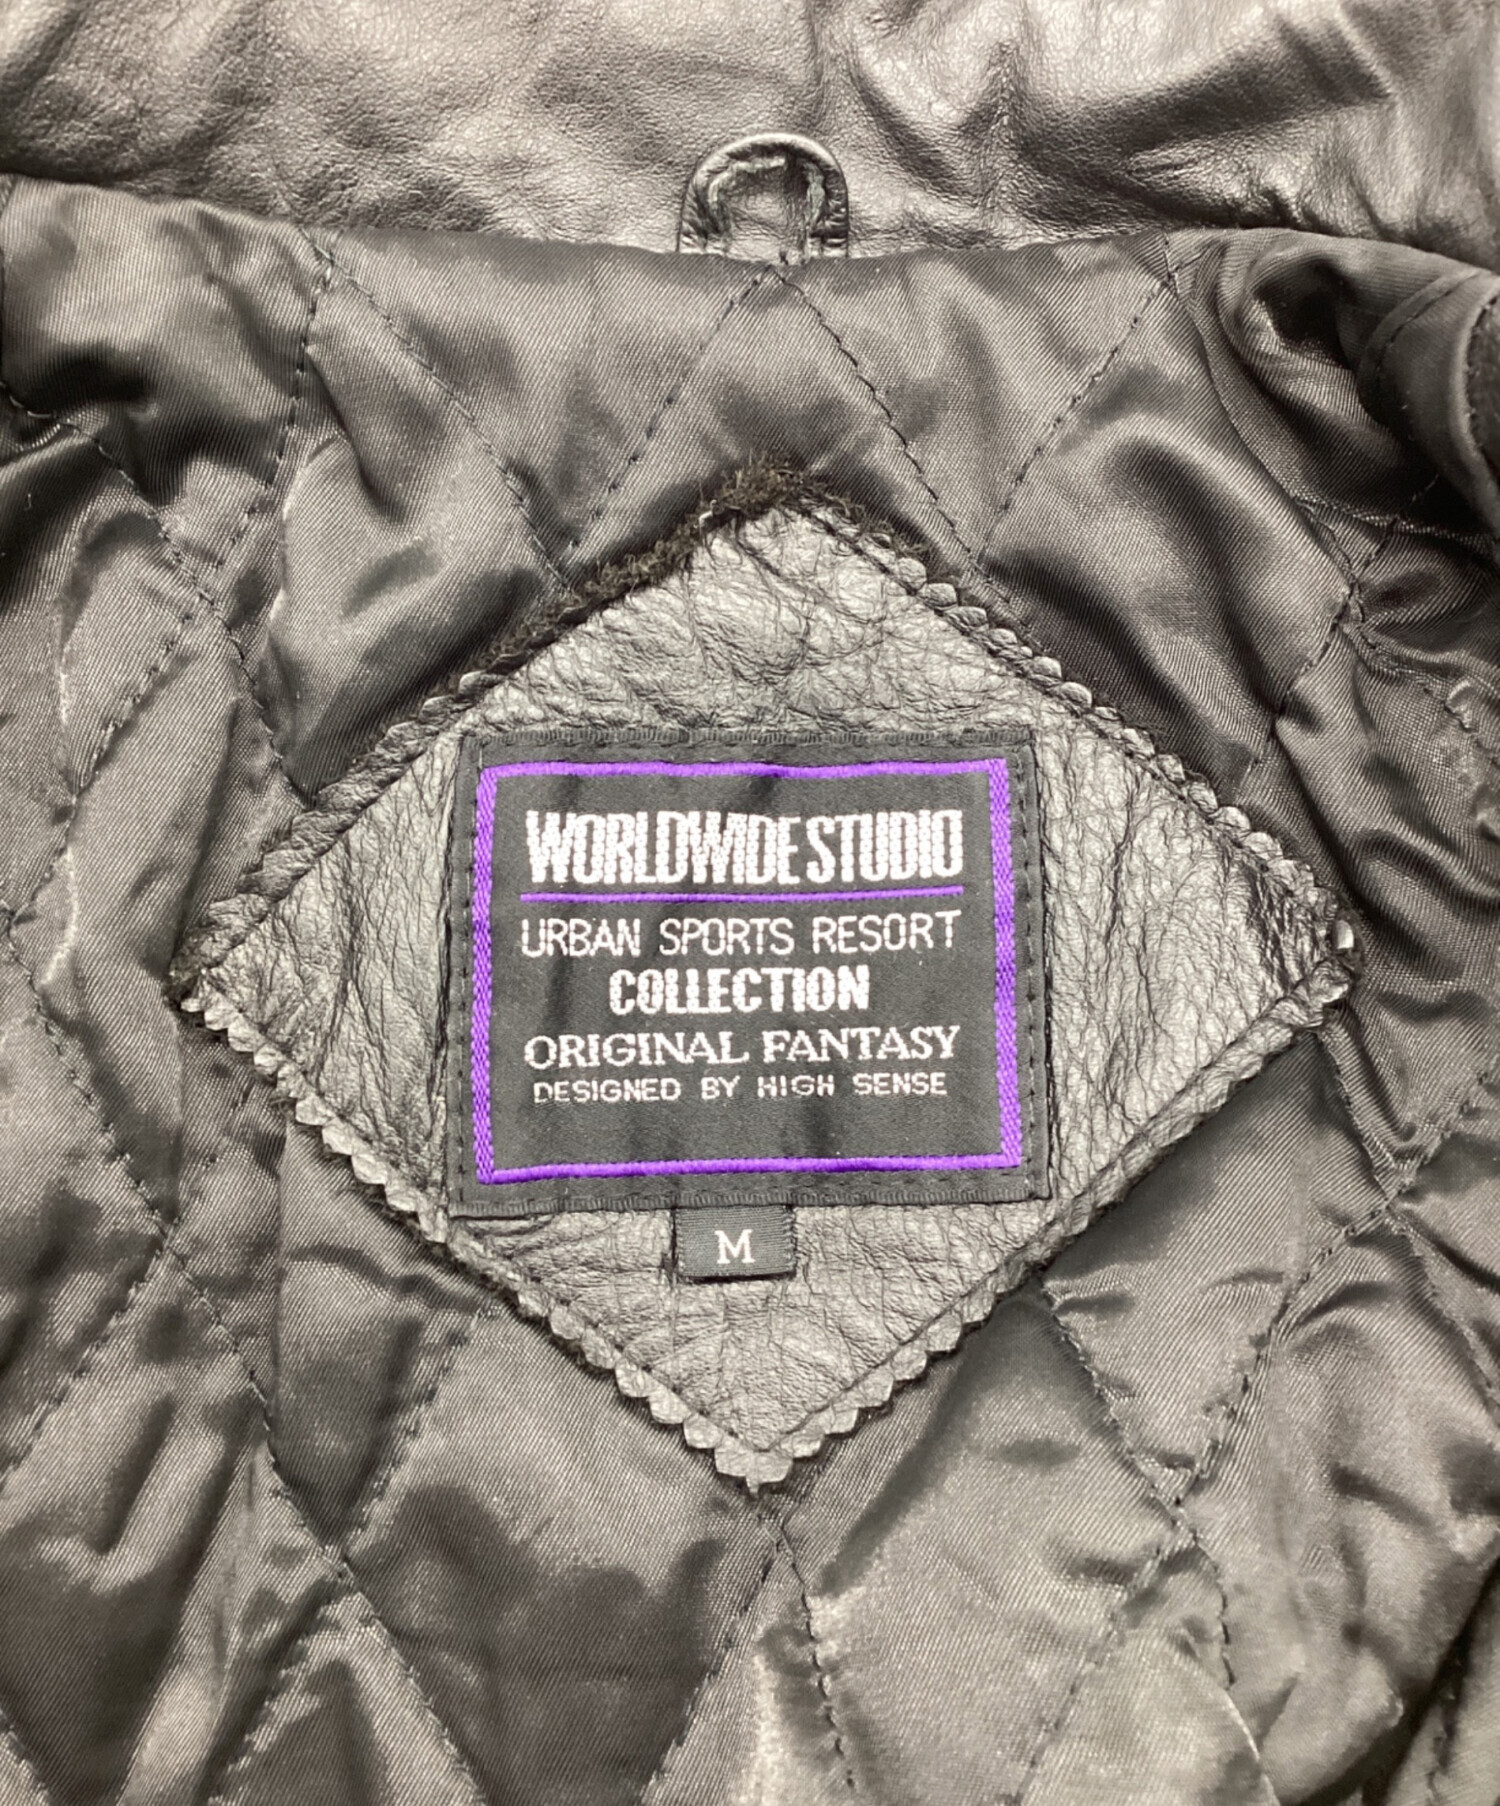 WORLDWIDE STUDIO
URBAN SPORTS RESORT
COLLECTION
ORIGINAL FANTASY
DESIGNED BY HIGH SENSE
M